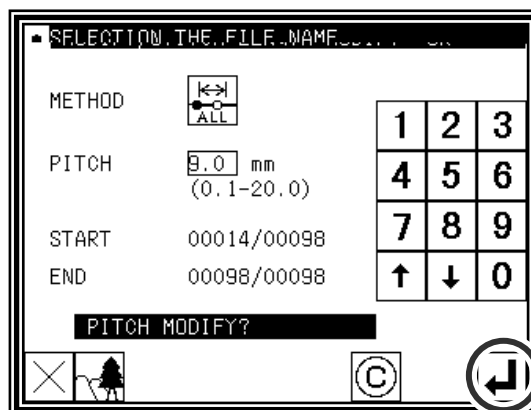 SELECTION THE FILE NAME
METHOD
ALL
PITCH 9.0 mm
(0.1-20.0)
START 00014/00098
END 00098/00098
PITCH MODIFY?
1 2 3
4 5 6
7 8 9
↑ ↓ 0
C